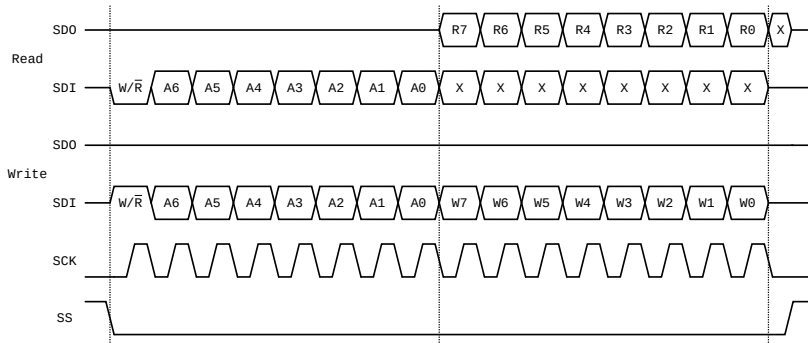 SDO R7 R6 R5 R4 R3 R2 R1 R0 X
Read
SDI W/R̅ A6 A5 A4 A3 A2 A1 A0 X X X X X X X X
SDO
Write
SDI W/R̅ A6 A5 A4 A3 A2 A1 A0 W7 W6 W5 W4 W3 W2 W1 W0
SCK
SS